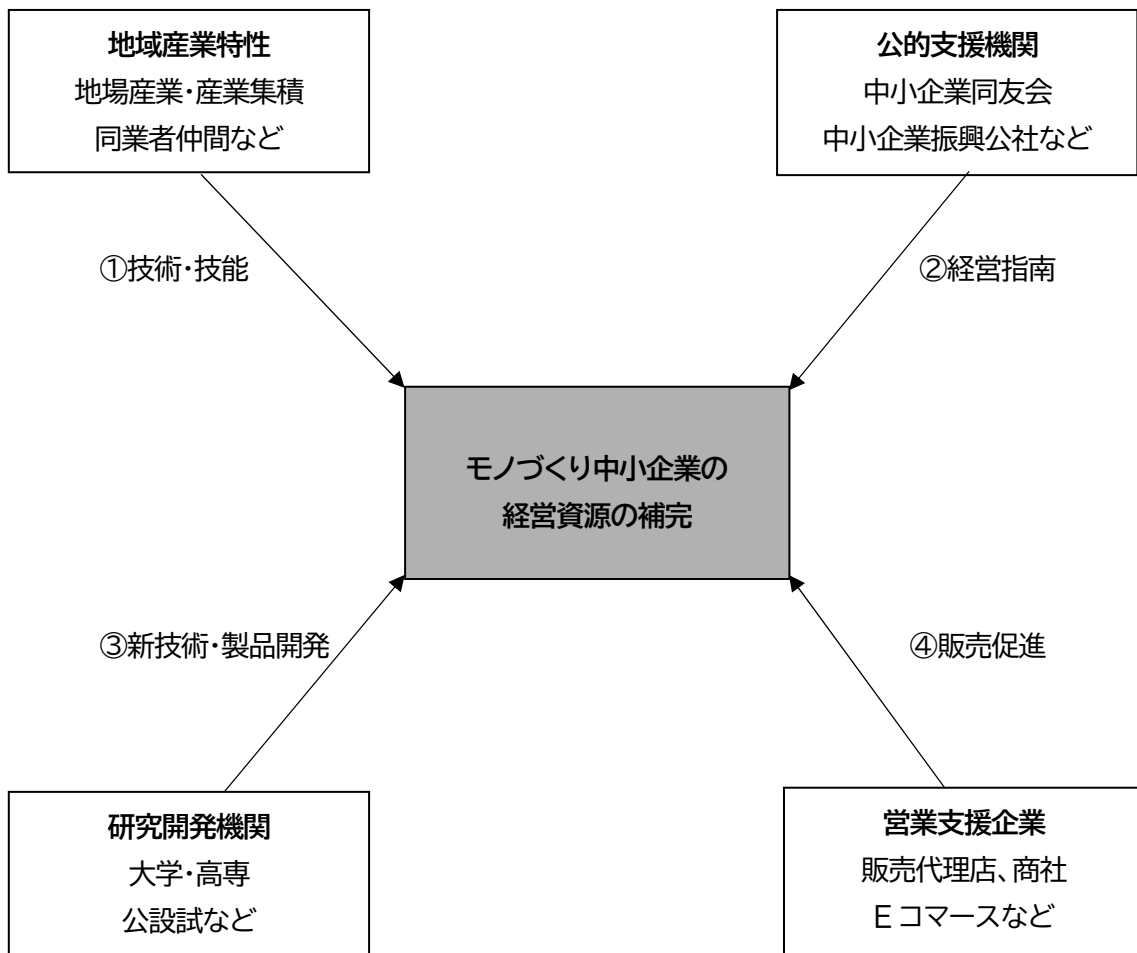 地域産業特性
地場産業・産業集積
同業者仲間など
公的支援機関
中小企業同友会
中小企業振興公社など
①技術・技能
②経営指南
モノづくり中小企業の
経営資源の補完
③新技術・製品開発
④販売促進
研究開発機関
大学・高専
公設試など
営業支援企業
販売代理店、商社
Eコマースなど